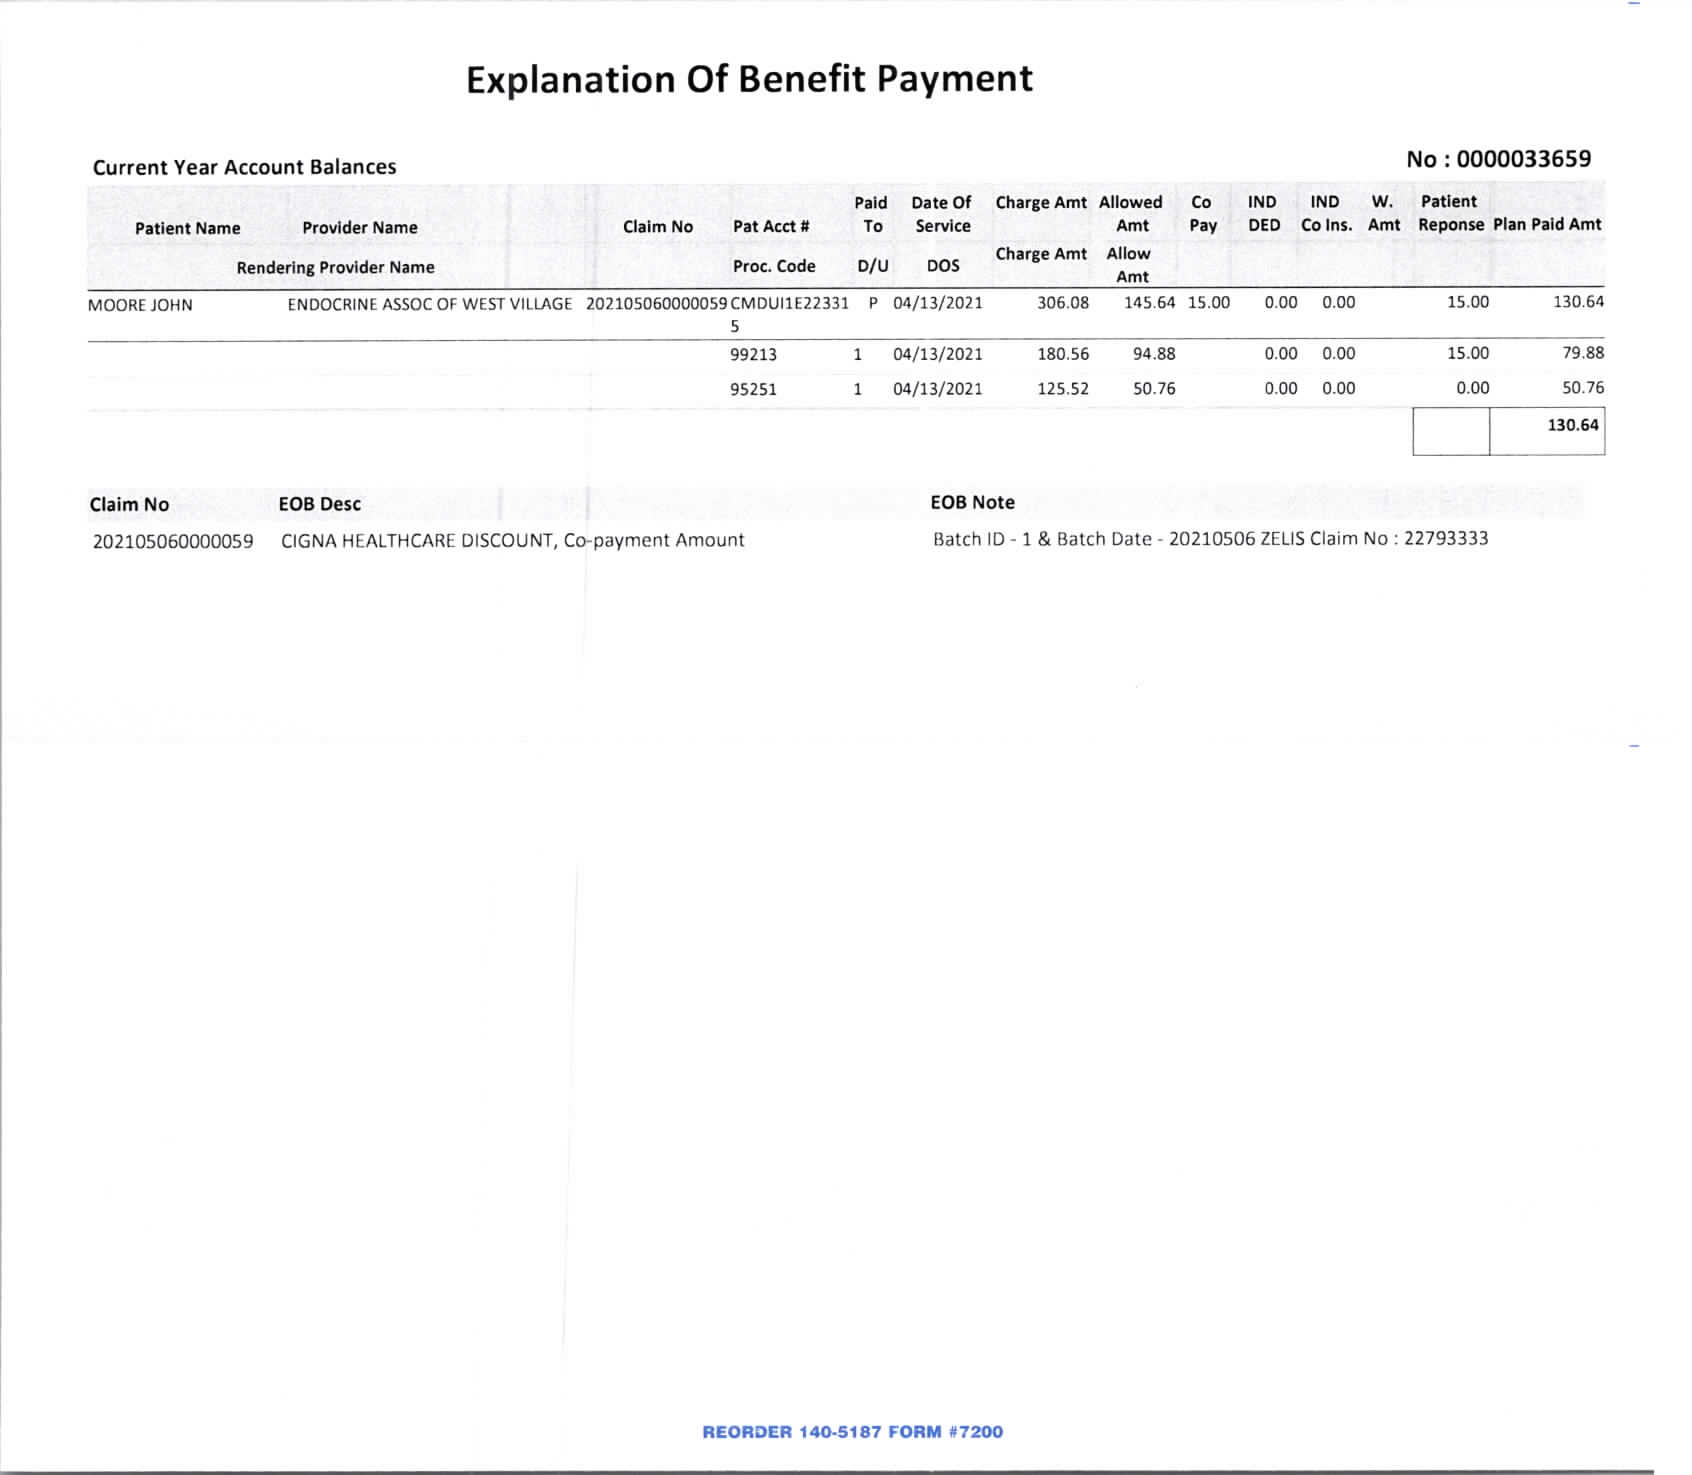 Explanation Of Benefit Payment
Current Year Account Balances
No : 0000033659
Patient Name Provider Name Claim No Pat Acct # Paid To Date Of Service Charge Amt Allowed Amt Co Pay IND DED IND Co Ins. W. Amt Patient Reponse Plan Paid Amt
Rendering Provider Name Proc. Code D/U DOS Charge Amt Allow Amt
MOORE JOHN ENDOCRINE ASSOC OF WEST VILLAGE 202105060000059 CMDUI1E22331 P 04/13/2021 306.08 145.64 15.00 0.00 0.00 15.00 130.64
5
99213 1 04/13/2021 180.56 94.88 0.00 0.00 15.00 79.88
95251 1 04/13/2021 125.52 50.76 0.00 0.00 0.00 50.76
130.64
Claim No EOB Desc EOB Note
202105060000059 CIGNA HEALTHCARE DISCOUNT, Co-payment Amount Batch ID - 1 & Batch Date - 20210506 ZELIS Claim No : 22793333
REORDER 140-5187 FORM #7200